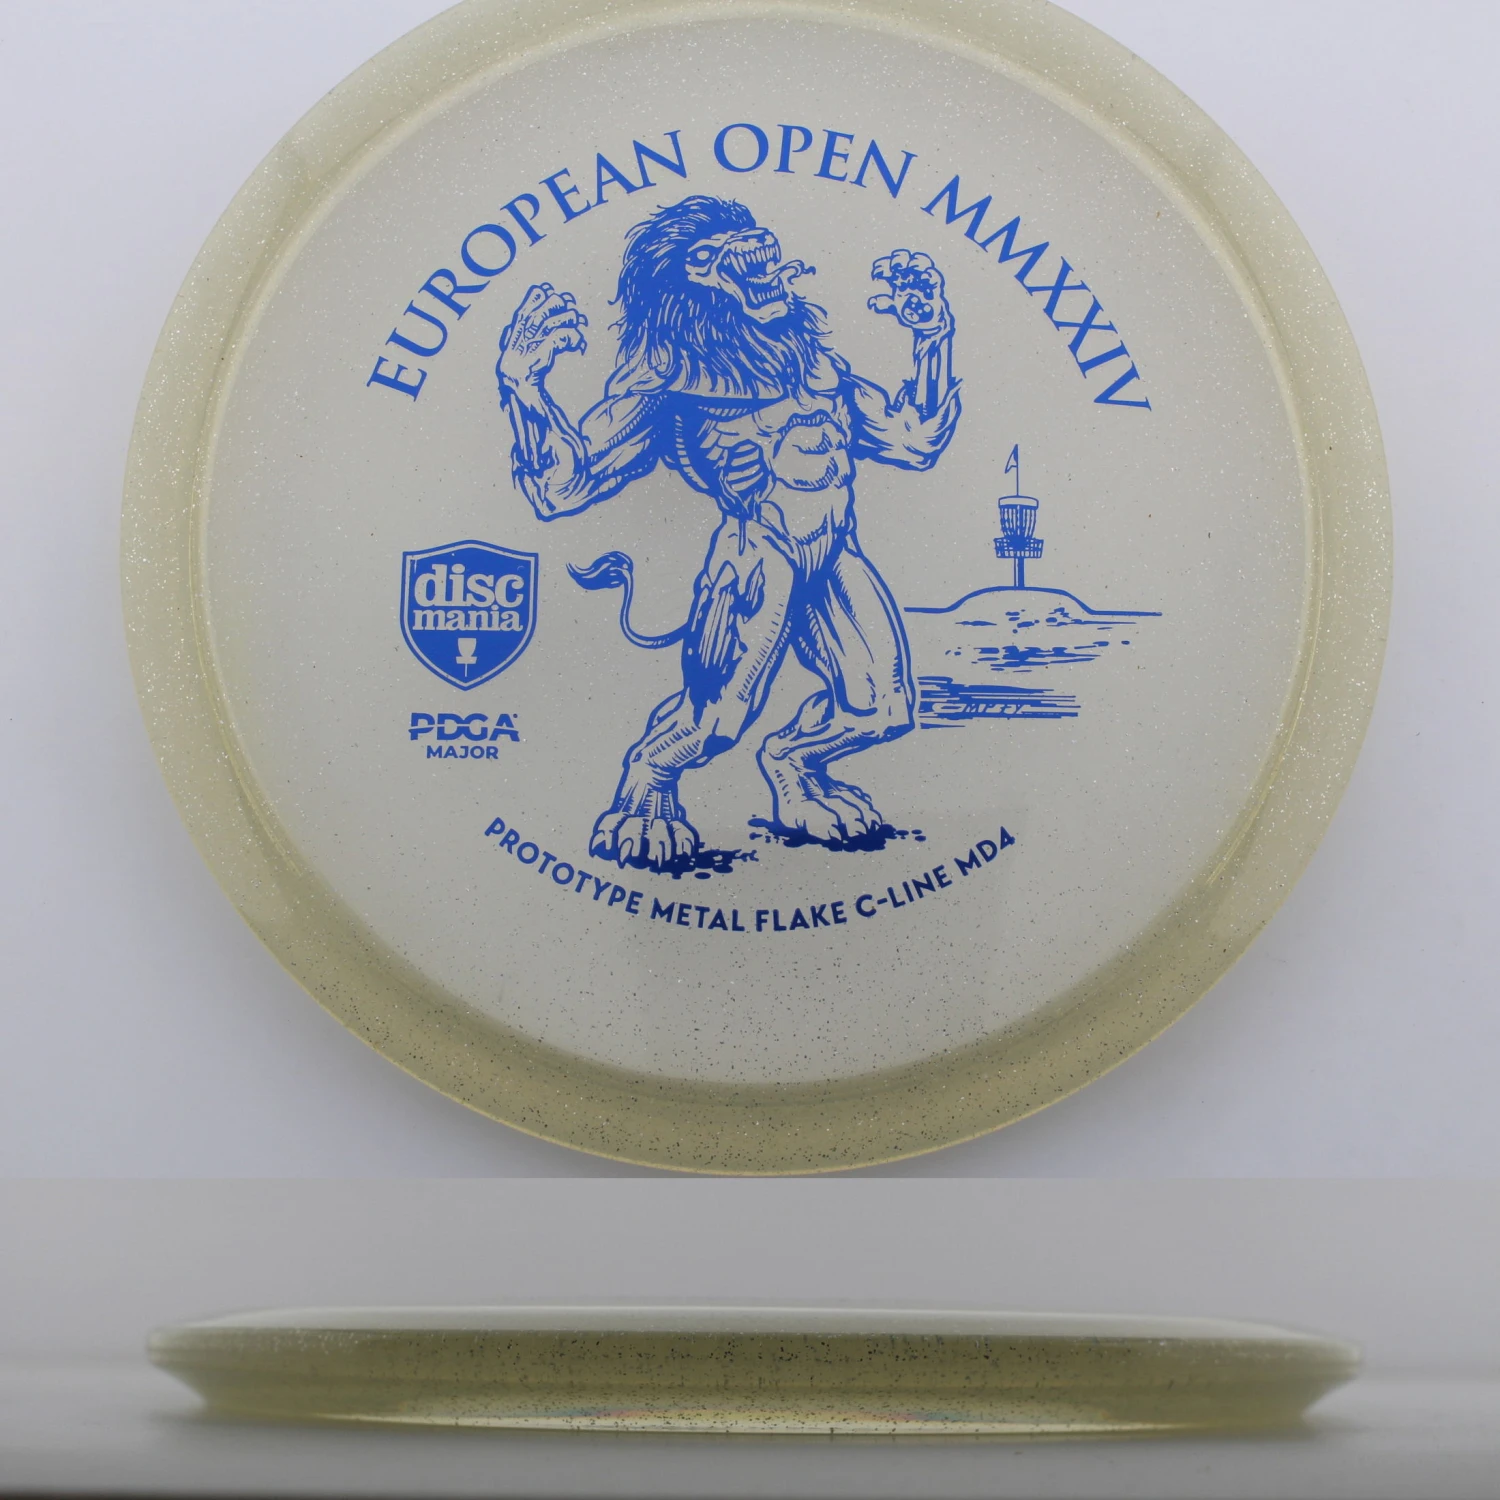 EUROPEAN OPEN MMXXIV
disc
mania
PDGA
MAJOR
PROTOTYPE METAL FLAKE C-LINE MD4